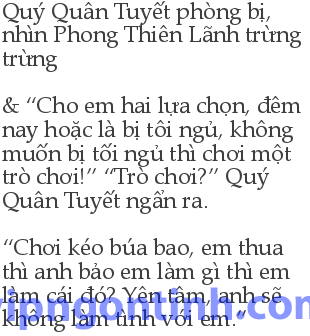 Quý Quân Tuyết phòng bị,
nhìn Phong Thiên Lãnh trừng
trừng
& “Cho em hai lựa chọn, đêm
nay hoặc là bị tôi ngủ, không
muốn bị tối ngủ thì chơi một
trò chơi!” “Trò chơi?” Quý
Quân Tuyết ngẩn ra.
“Chơi kéo búa bao, em thua
thì anh bảo em làm gì thì em
làm cái đó? Yên tâm, anh sẽ
không làm tình với em.”
vipngontinh.com